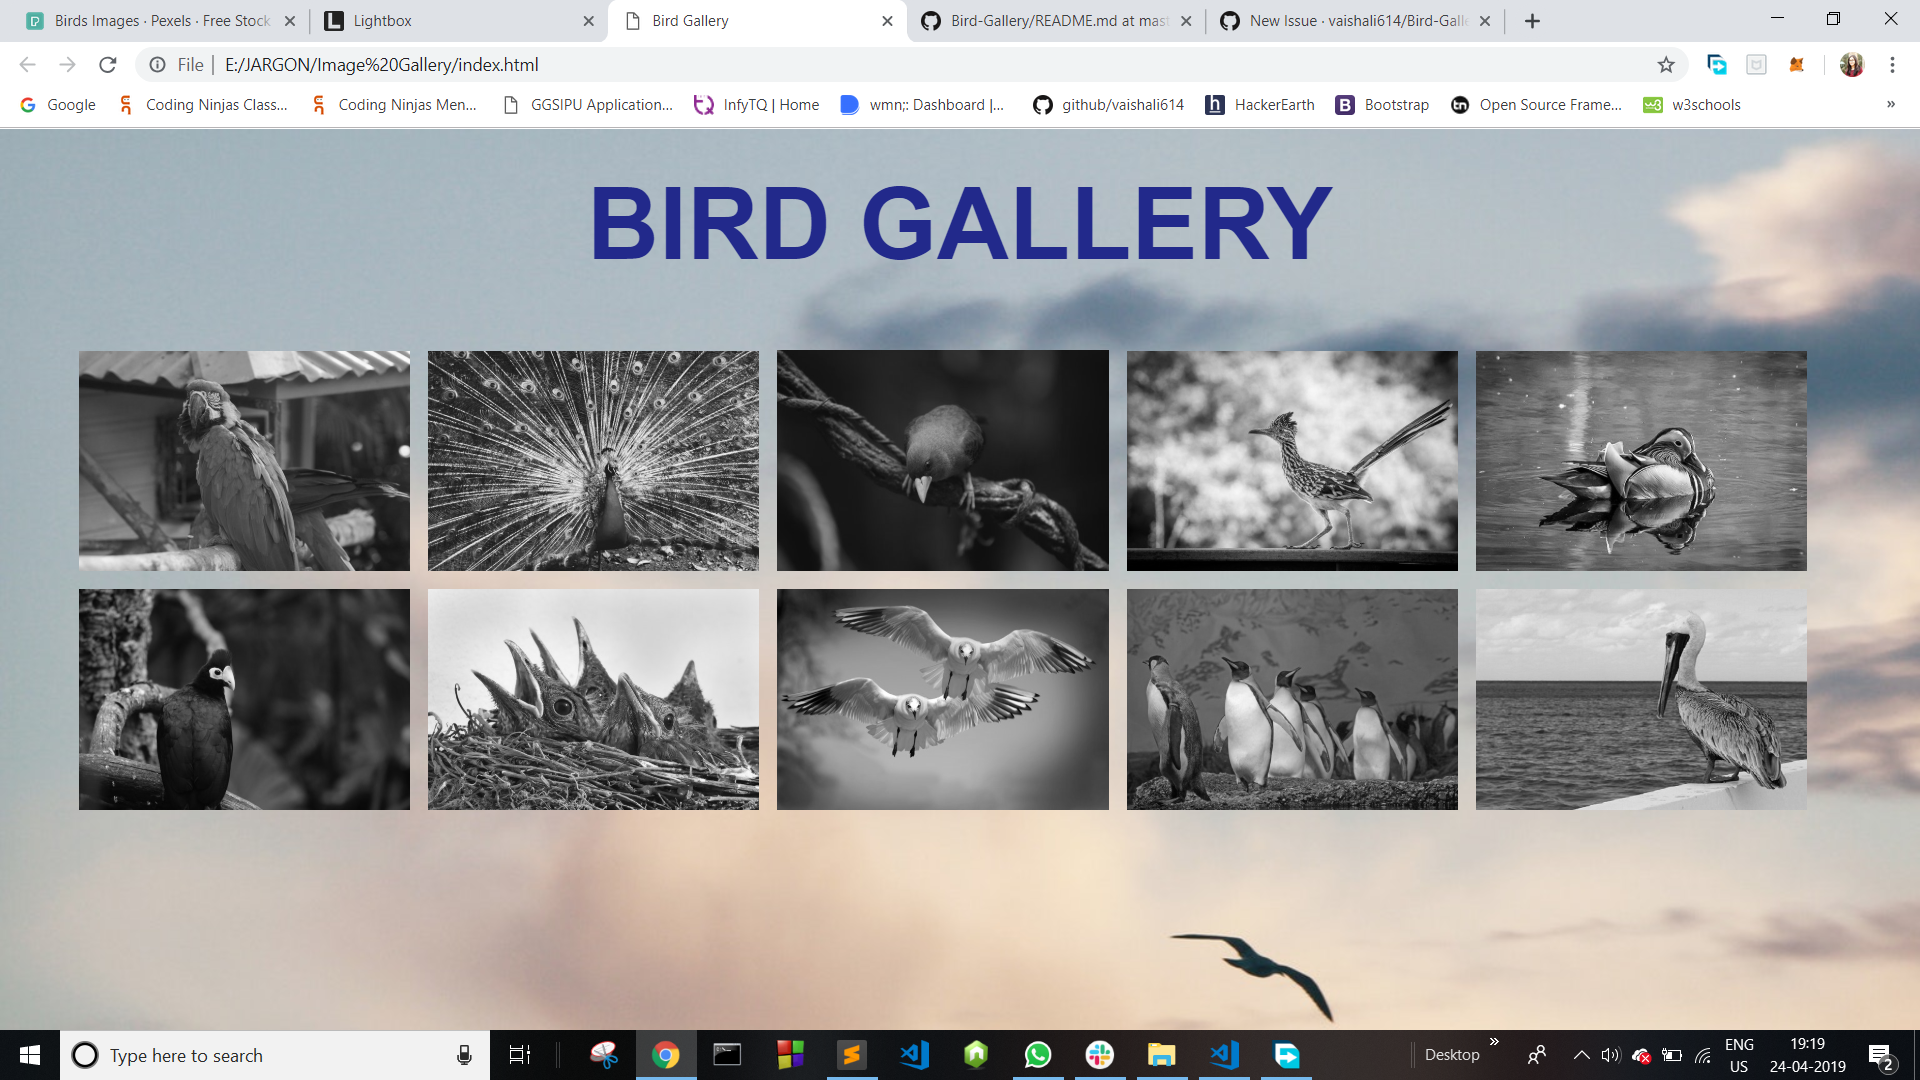 Birds Images · Pexels · Free Stock
Lightbox
Bird Gallery
Bird-Gallery/README.md at mast
New Issue · vaishali614/Bird-Galle
File | E:/JARGON/Image%20Gallery/index.html
Google
Coding Ninjas Class...
Coding Ninjas Men...
GGSIPU Application...
InfyTQ | Home
wmn;: Dashboard |...
github/vaishali614
HackerEarth
Bootstrap
Open Source Frame...
w3schools
»
BIRD GALLERY
Type here to search
Desktop
»
ENG
US
19:19
24-04-2019
2